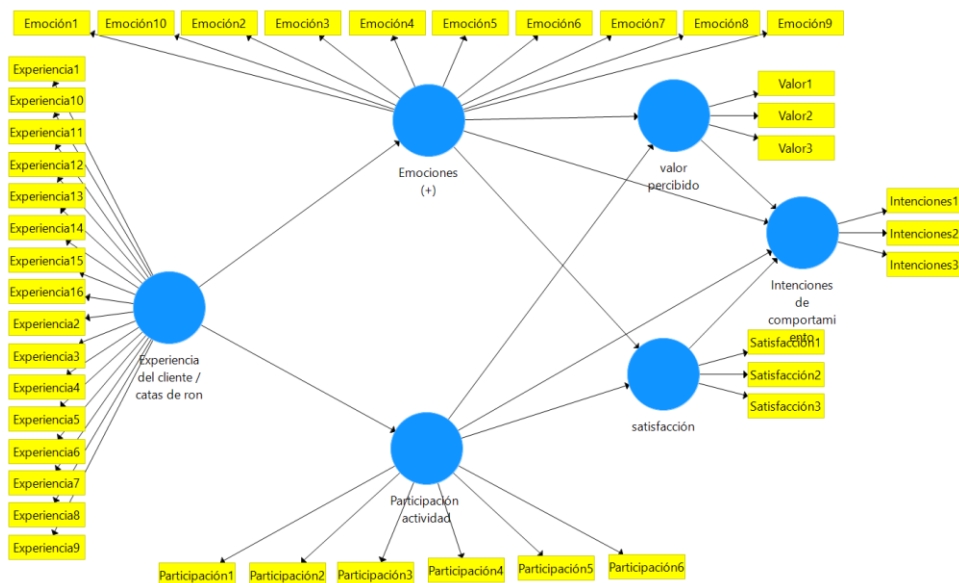 Emoción1
Emoción10
Emoción2
Emoción3
Emoción4
Emoción5
Emoción6
Emoción7
Emoción8
Emoción9
Experiencia1
Experiencia10
Experiencia11
Experiencia12
Experiencia13
Experiencia14
Experiencia15
Experiencia16
Experiencia2
Experiencia3
Experiencia4
Experiencia5
Experiencia6
Experiencia7
Experiencia8
Experiencia9
Experiencia
del cliente /
catas de ron
Emociones
(+)
valor
percibido
Valor1
Valor2
Valor3
Intenciones1
Intenciones2
Intenciones3
Intenciones
de
comportami
ento
Satisfacción1
Satisfacción2
Satisfacción3
satisfacción
Participación
actividad
Participación1
Participación2
Participación3
Participación4
Participación5
Participación6